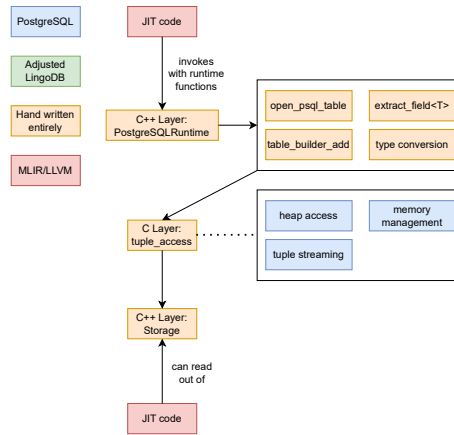 PostgreSQL
Adjusted
LingoDB
Hand written
entirely
MLIR/LLVM
JIT code
invokes
with runtime
functions
C++ Layer:
PostgreSQLRuntime
open_psql_table
extract_field<T>
table_builder_add
type conversion
C Layer:
tuple_access
heap access
memory
management
tuple streaming
C++ Layer:
Storage
can read
out of
JIT code